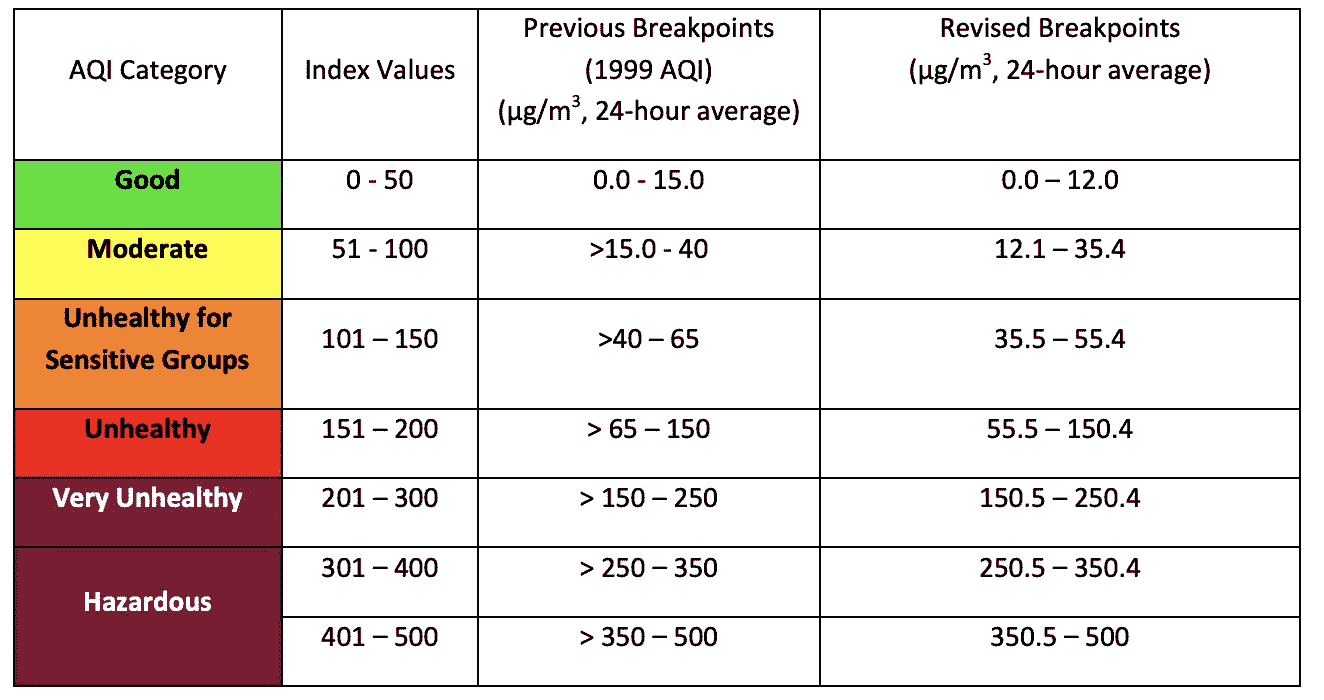 AQI Category
Index Values
Previous Breakpoints
(1999 AQI)
(µg/m³, 24-hour average)
Revised Breakpoints
(µg/m³, 24-hour average)
Good
0 - 50
0.0 - 15.0
0.0 – 12.0
Moderate
51 - 100
>15.0 - 40
12.1 – 35.4
Unhealthy for
Sensitive Groups
101 – 150
>40 – 65
35.5 – 55.4
Unhealthy
151 – 200
> 65 – 150
55.5 – 150.4
Very Unhealthy
201 – 300
> 150 – 250
150.5 – 250.4
Hazardous
301 – 400
> 250 – 350
250.5 – 350.4
401 – 500
> 350 – 500
350.5 – 500